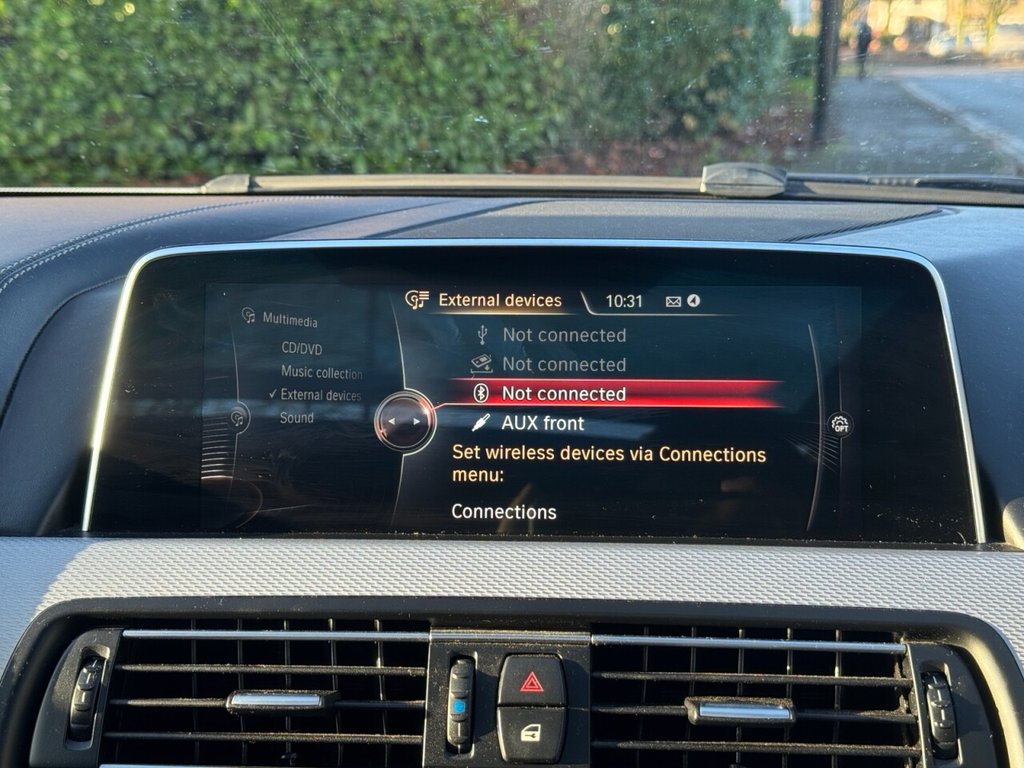 External devices 10:31
Multimedia
CD/DVD
Music collection
External devices
Sound
Not connected
Not connected
Not connected
AUX front
Set wireless devices via Connections
menu:
Connections
OPT